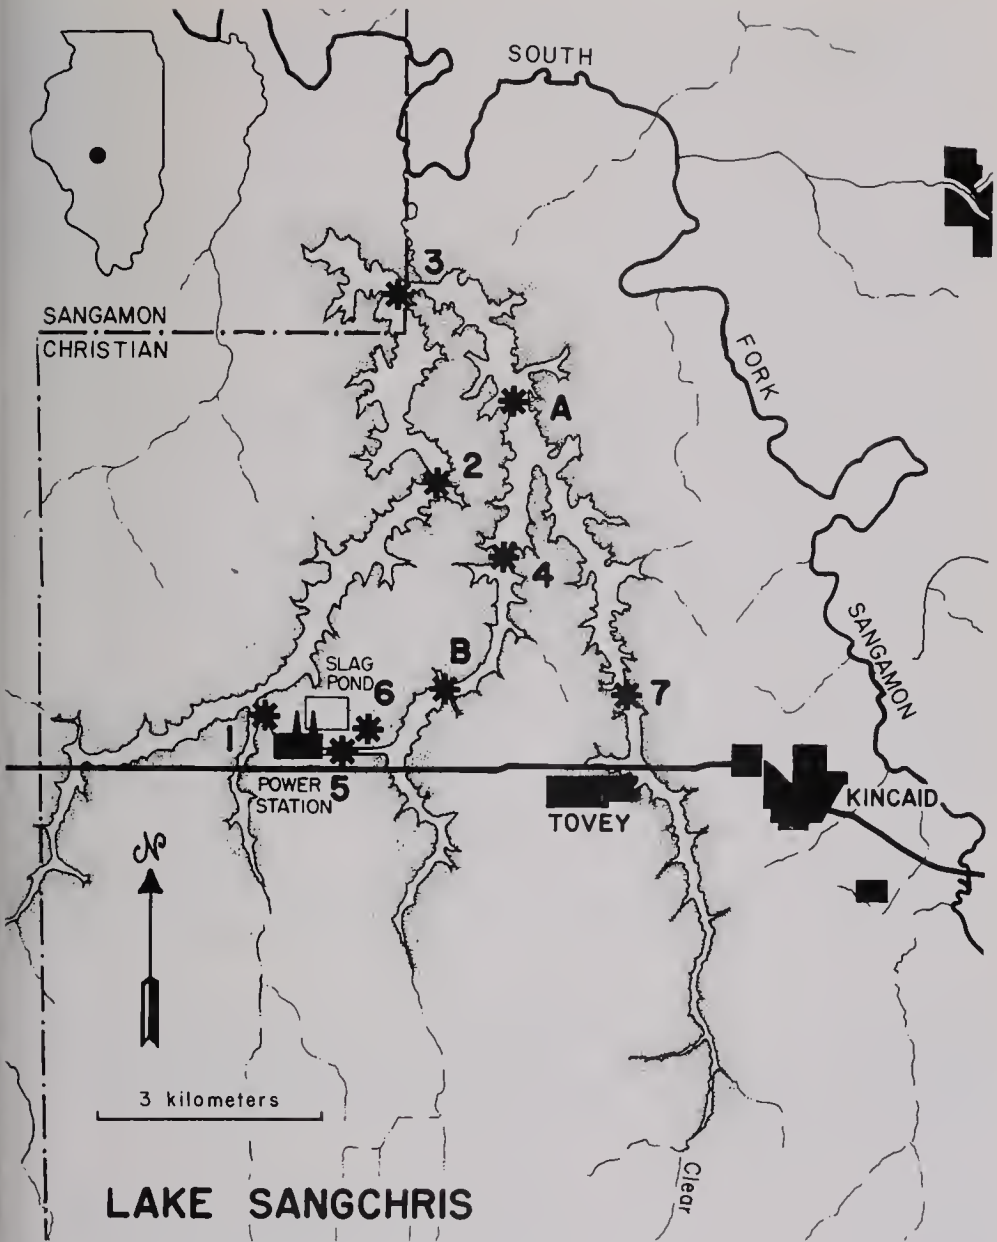 SOUTH
3
SANGAMON
CHRISTIAN
FORK
A
2
4
SANGAMON
B
SLAG
POND
6
7
1
5
POWER
STATION
KINCAID
TOVEY
N
3 kilometers
Clear
LAKE SANGCHRIS